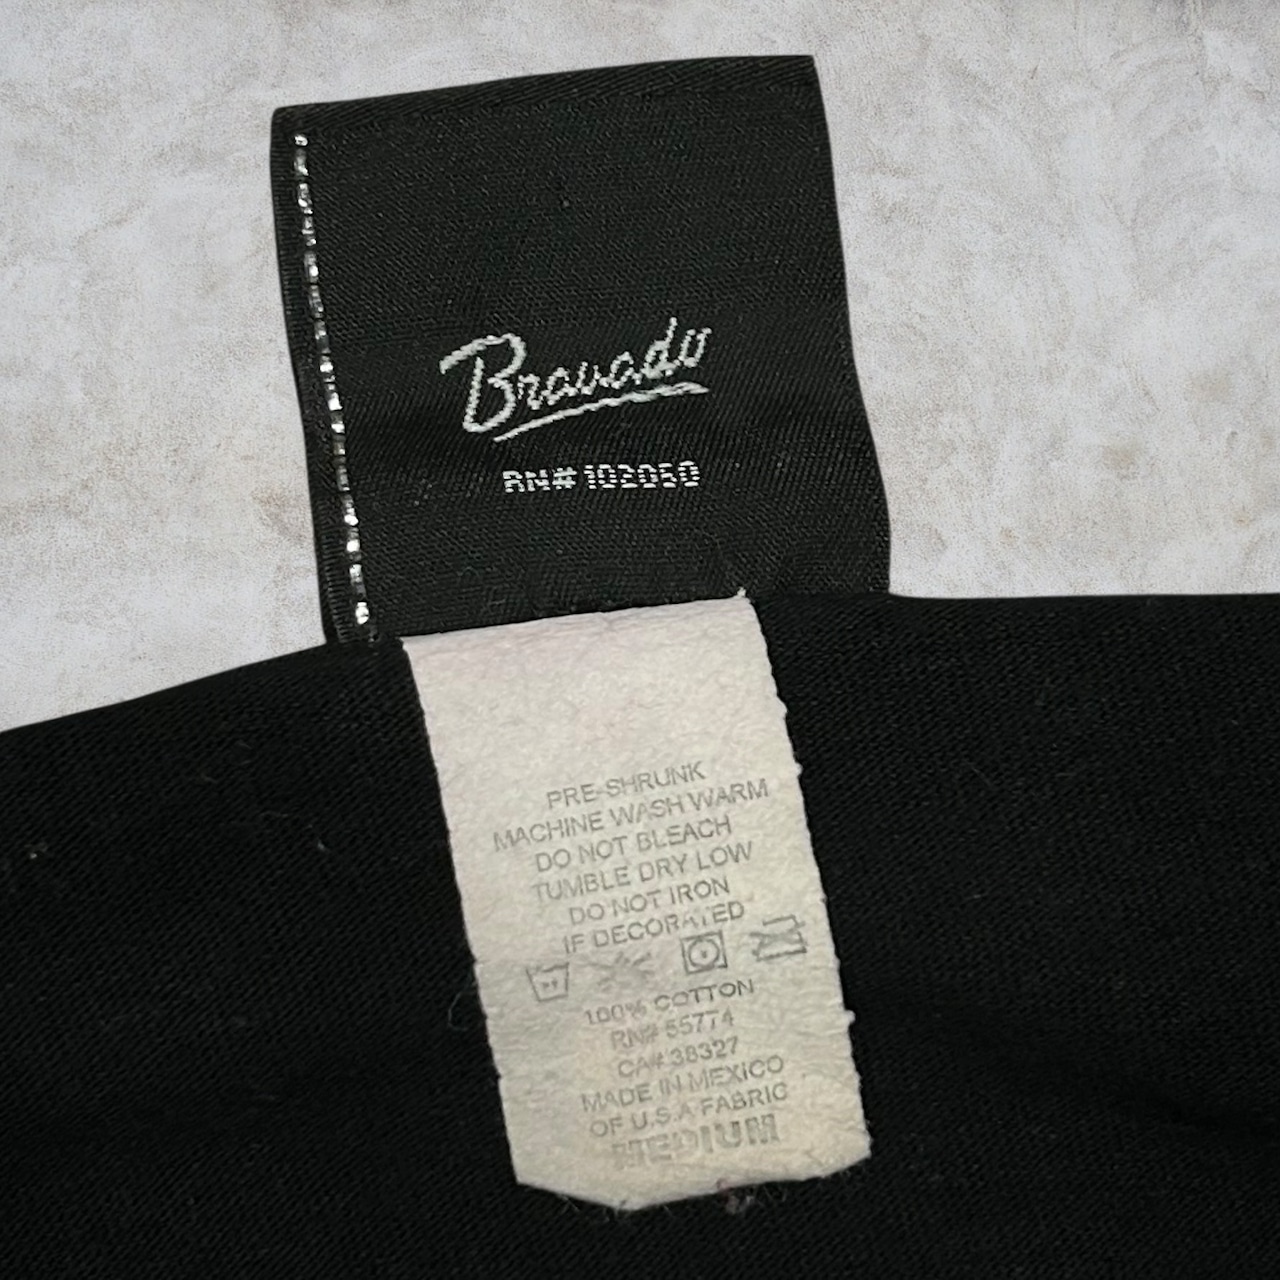 Bravado
RN# 102050
PRE-SHRUNK
MACHINE WASH WARM
DO NOT BLEACH
TUMBLE DRY LOW
DO NOT IRON
IF DECORATED
100% COTTON
RN# 55774
CA# 38327
MADE IN MEXICO
OF U.S.A FABRIC
MEDIUM